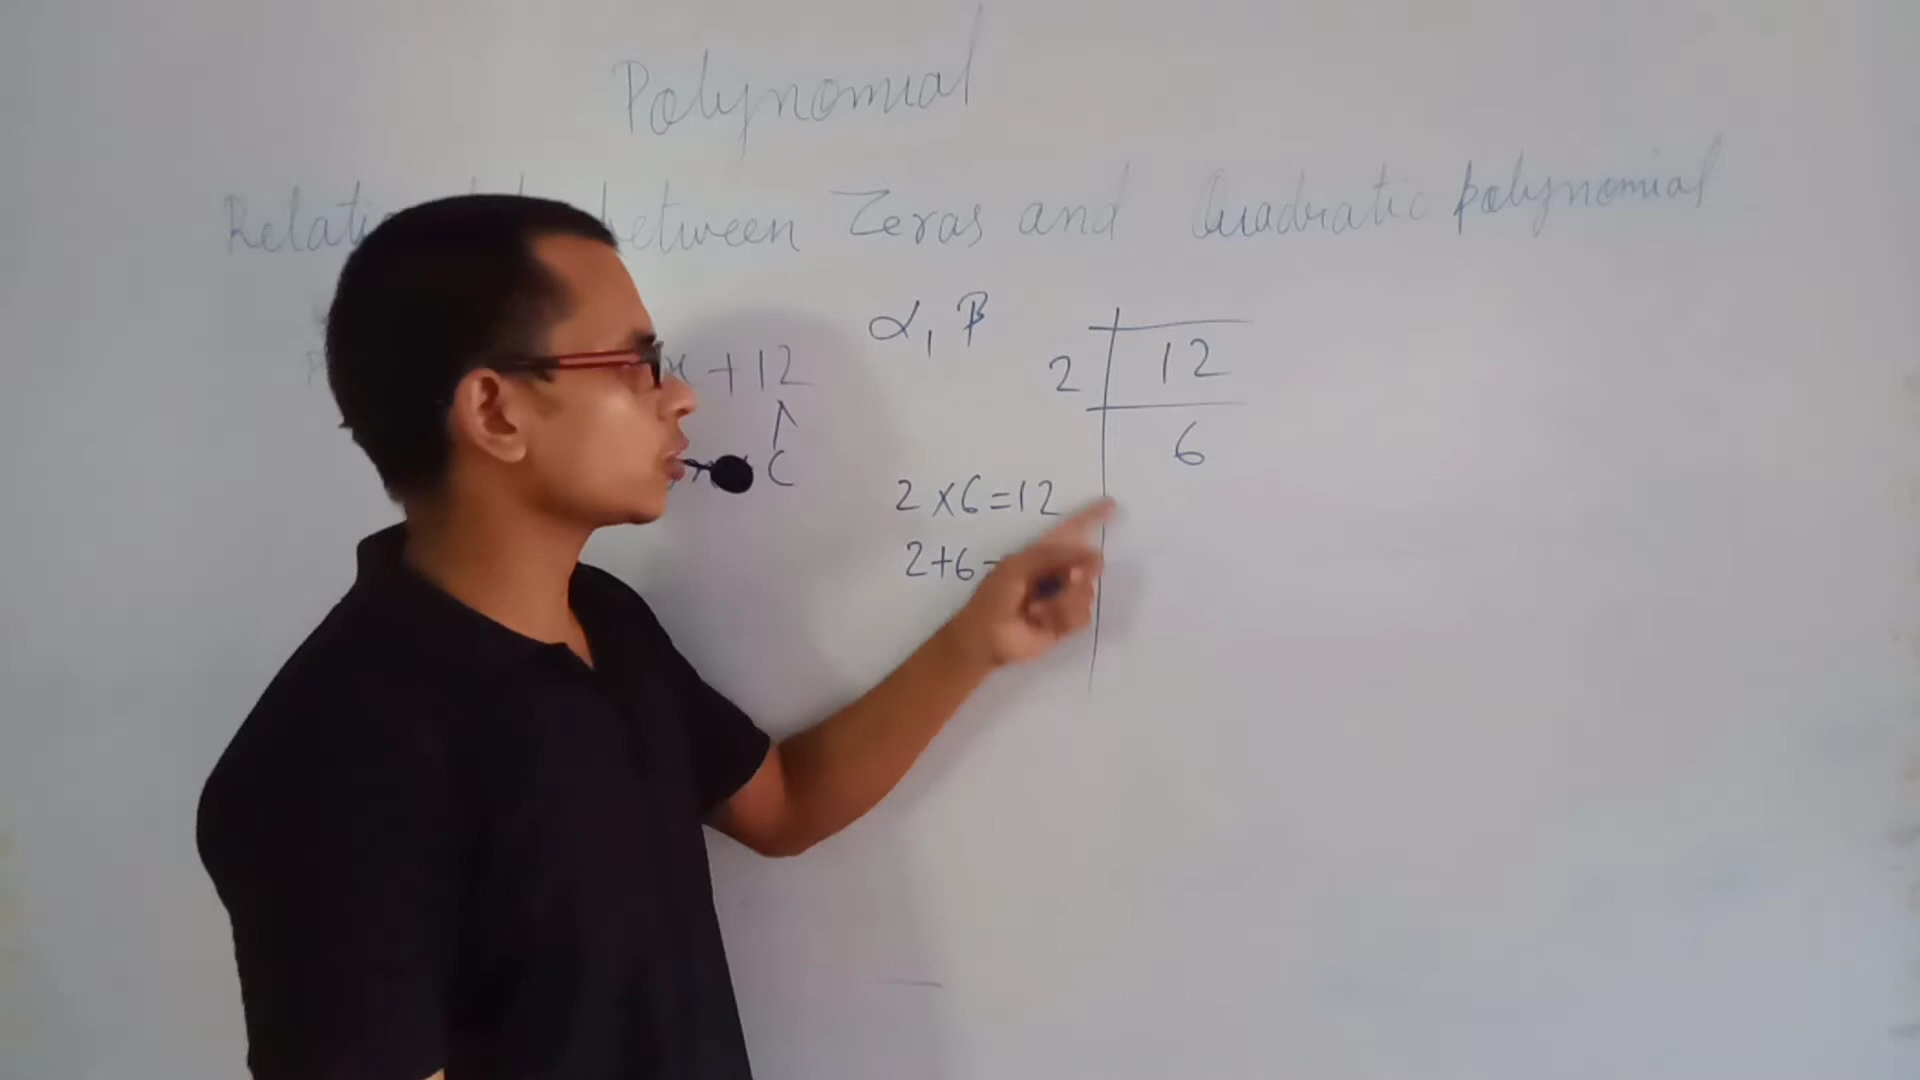 Polynomial
between Zeros and Quadratic polynomial
α, β
x + 12
C
2 12
6
2 × 6 = 12
2 + 6 =